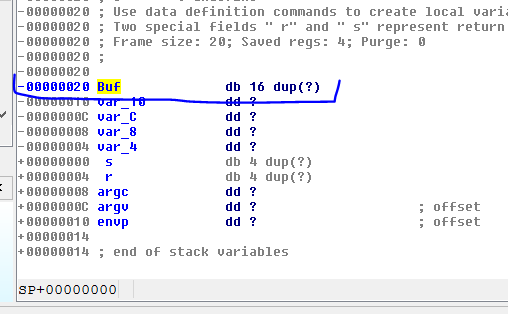 -00000020 ; Use data definition commands to create local varia
-00000020 ; Two special fields " r" and " s" represent return
-00000020 ; Frame size: 20; Saved regs: 4; Purge: 0
-00000020 ;
-00000020
-00000020 Buf db 16 dup(?)
-00000010 var_10 dd ?
-0000000C var_C dd ?
-00000008 var_8 dd ?
-00000004 var_4 dd ?
+00000000 s db 4 dup(?)
+00000004 r db 4 dup(?)
+00000008 argc dd ?
+0000000C argv dd ? ; offset
+00000010 envp dd ? ; offset
+00000014
+00000014 ; end of stack variables
SP+00000000